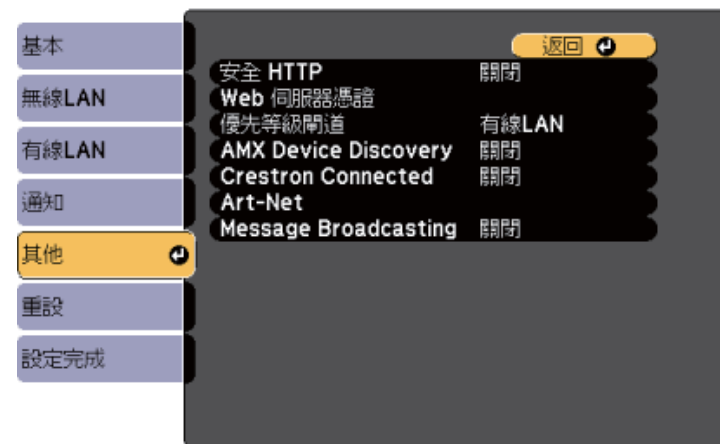 基本
無線LAN
有線LAN
通知
其他
重設
設定完成
返回
安全 HTTP 關閉
Web 伺服器憑證
優先等級閘道 有線LAN
AMX Device Discovery 關閉
Crestron Connected 關閉
Art-Net
Message Broadcasting 關閉